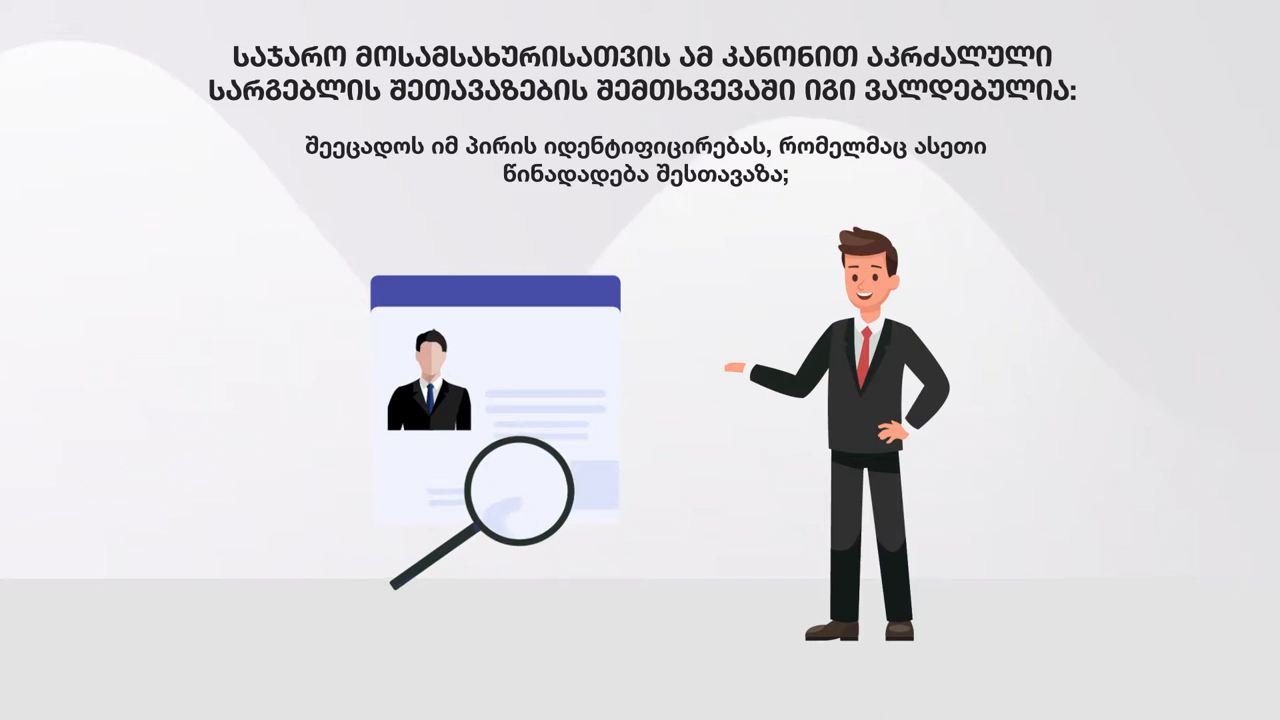 საჯარო მოსამსახურისათვის ამ კანონით აკრძალული
სარგებლის შეთავაზების შემთხვევაში იგი ვალდებულია:
შეეცადოს იმ პირის იდენტიფიცირებას, რომელმაც ასეთი
წინადადება შესთავაზა;